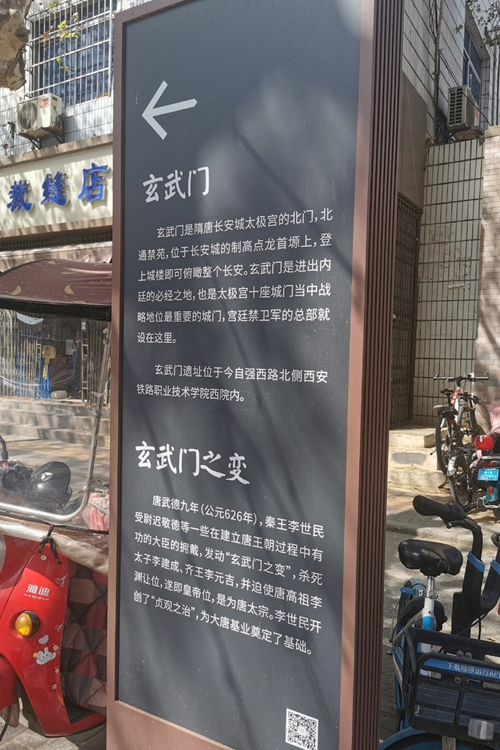 裁缝店
玄武门
玄武门是隋唐长安城太极宫的北门,北
通禁苑,位于长安城的制高点龙首塬上,登
上城楼即可俯瞰整个长安。玄武门是进出内
廷的必经之地,也是太极宫十座城门当中战
略地位最重要的城门,宫廷禁卫军的总部就
设在这里。
玄武门遗址位于今自强西路北侧西安
铁路职业技术学院西院内。
玄武门之变
唐武德九年(公元626年),秦王李世民
受尉迟敬德等一些在建立唐王朝过程中有
功的大臣的拥戴,发动“玄武门之变”,杀死
太子李建成、齐王李元吉,并迫使唐高祖李
渊让位,遂即皇帝位,是为唐太宗。李世民开
创了“贞观之治”,为大唐基业奠定了基础。
雅迪